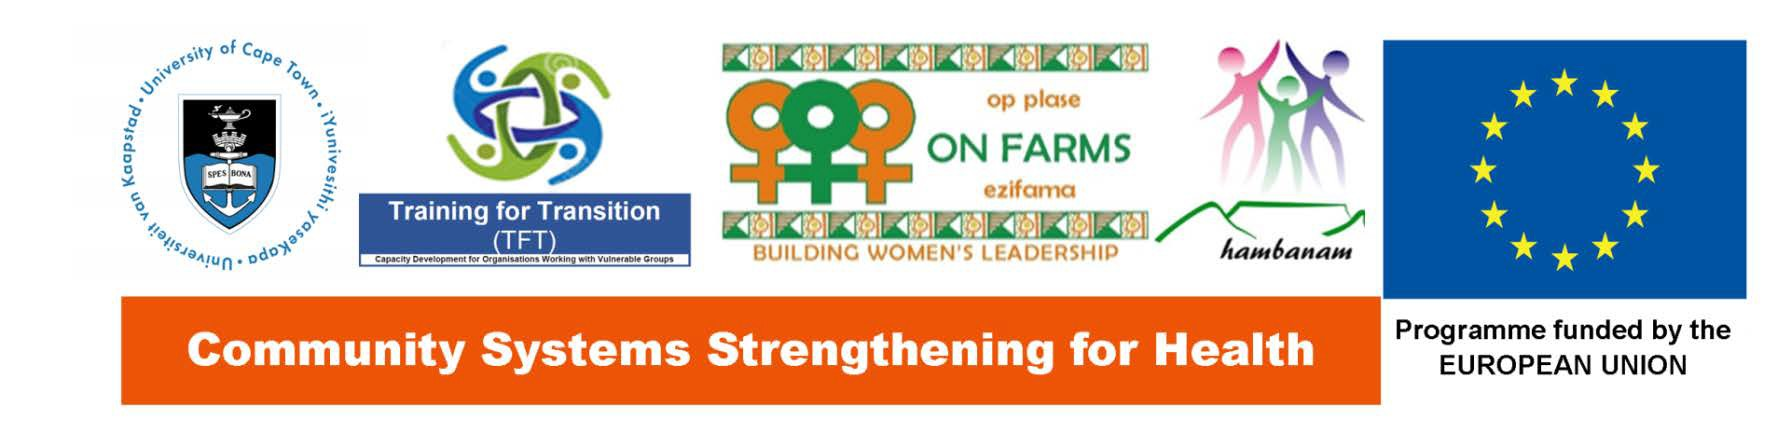 University of Cape Town • iYunivesithi yaseKapa • Universiteit van Kaapstad •
SPES BONA
Training for Transition
(TFT)
Capacity Development for Organisations Working with Vulnerable Groups
op plase
ON FARMS
ezifama
BUILDING WOMEN'S LEADERSHIP
hambanam
Community Systems Strengthening for Health
Programme funded by the
EUROPEAN UNION